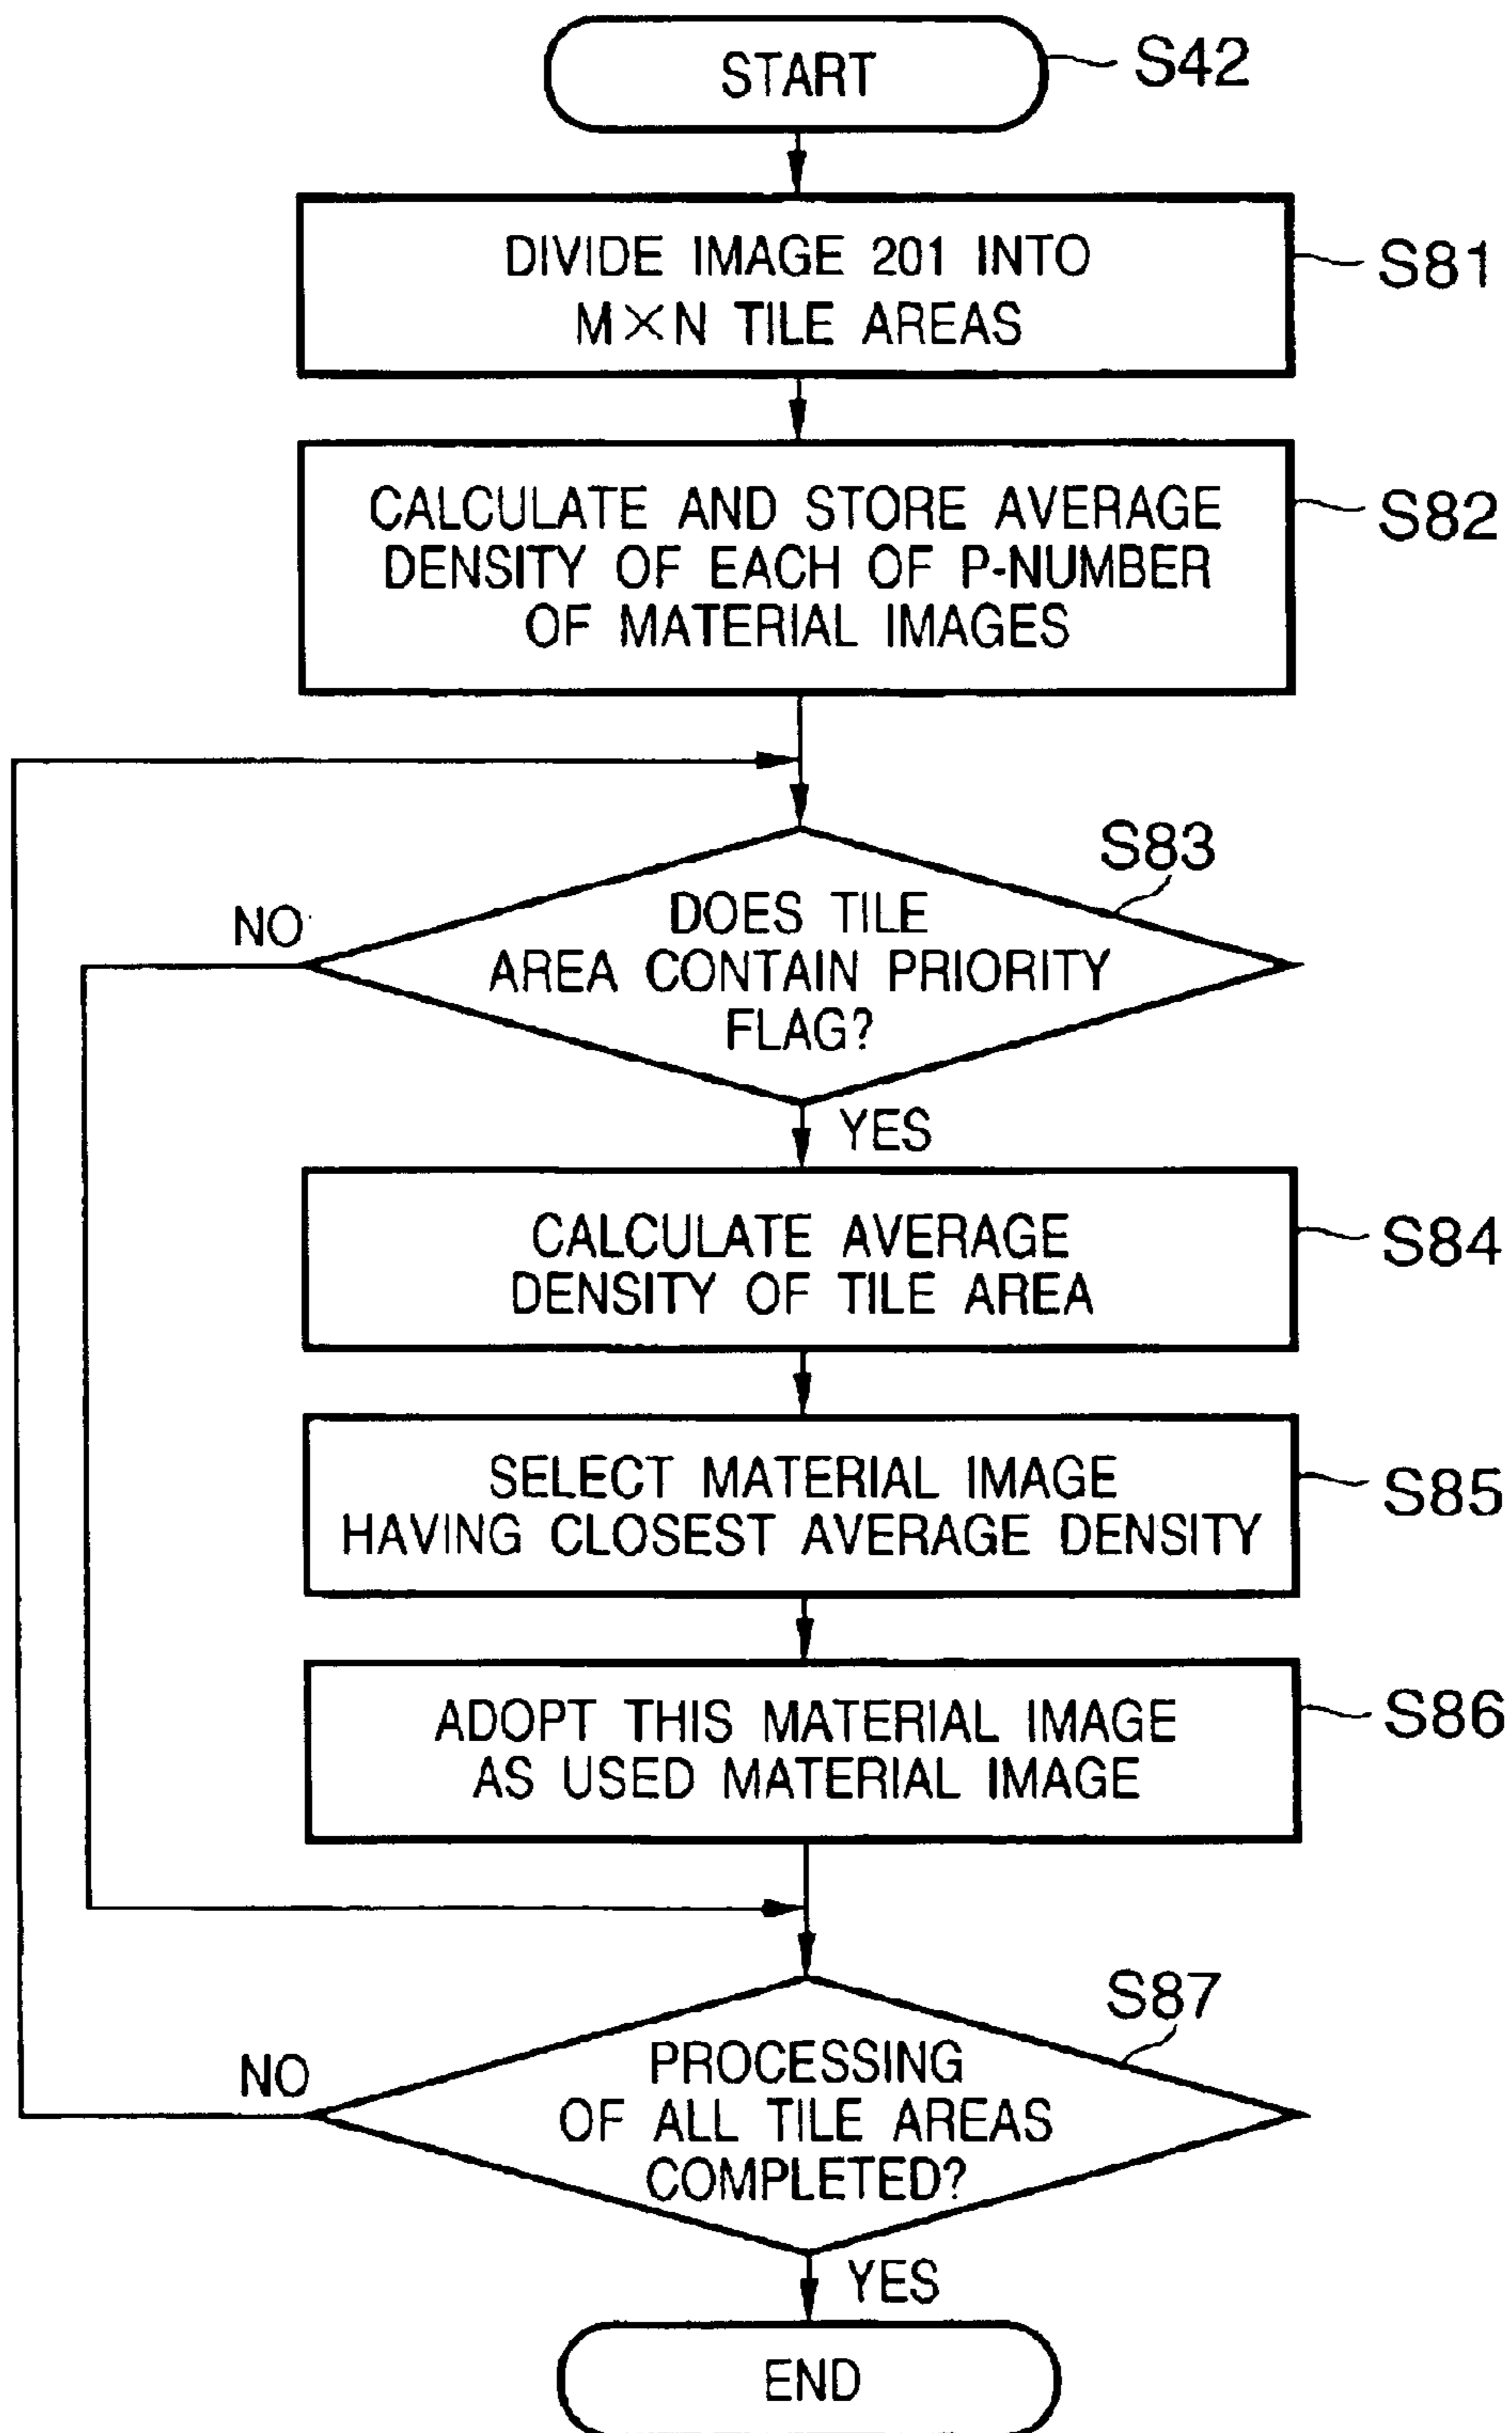 START
S42
DIVIDE IMAGE 201 INTO
M×N TILE AREAS
S81
CALCULATE AND STORE AVERAGE
DENSITY OF EACH OF P-NUMBER
OF MATERIAL IMAGES
S82
S83
DOES TILE
AREA CONTAIN PRIORITY
FLAG?
NO
YES
CALCULATE AVERAGE
DENSITY OF TILE AREA
S84
SELECT MATERIAL IMAGE
HAVING CLOSEST AVERAGE DENSITY
S85
ADOPT THIS MATERIAL IMAGE
AS USED MATERIAL IMAGE
S86
S87
PROCESSING
OF ALL TILE AREAS
COMPLETED?
NO
YES
END